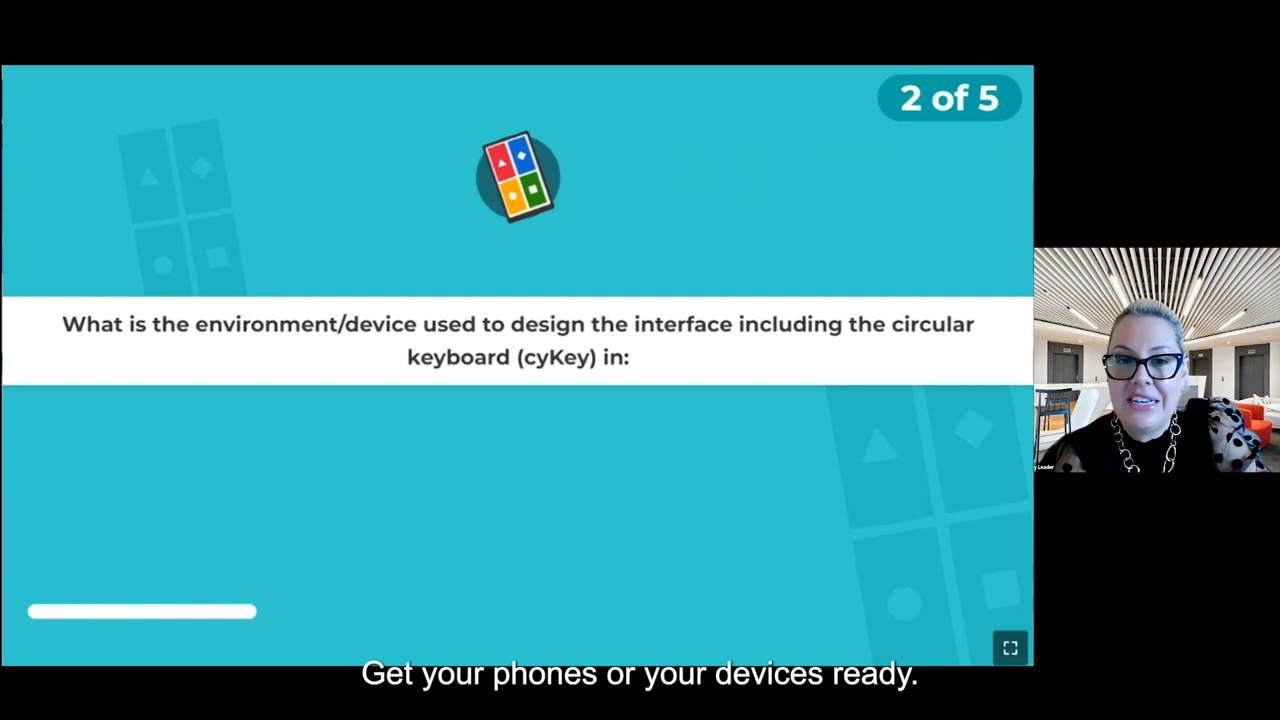 2 of 5
What is the environment/device used to design the interface including the circular
keyboard (cyKey) in:
y Leader
Get your phones or your devices ready.